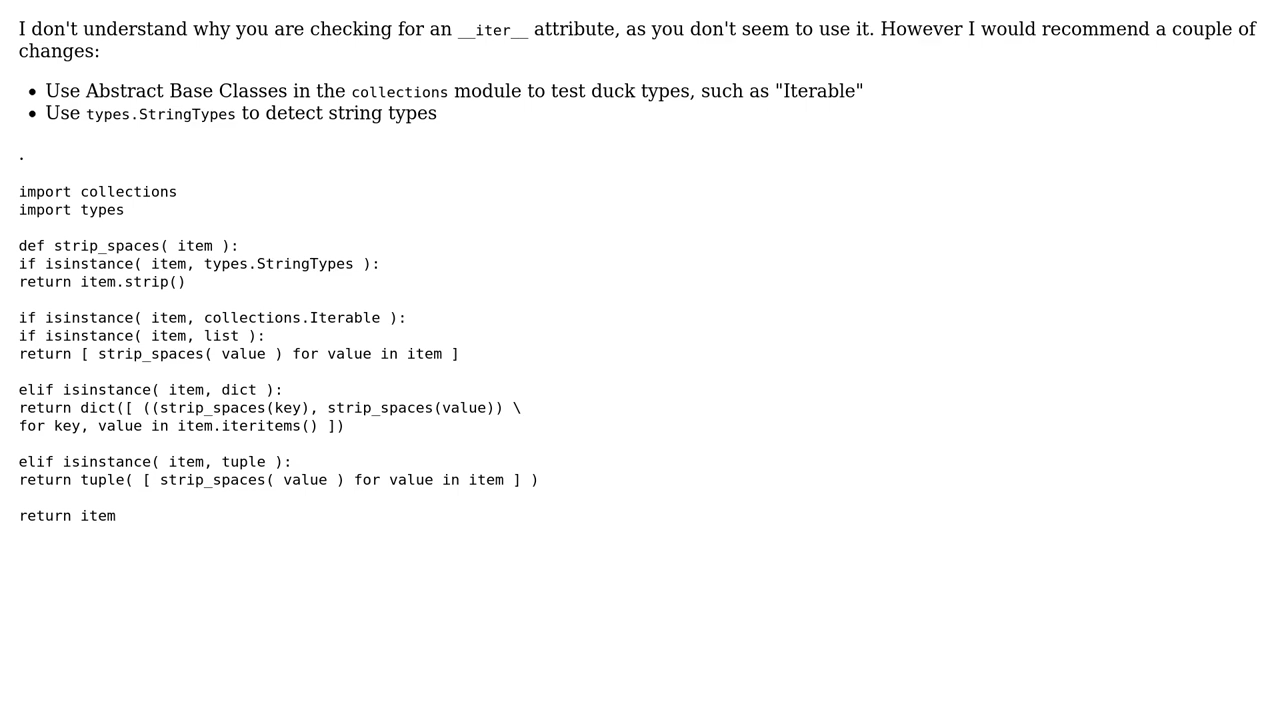 I don't understand why you are checking for an __iter__ attribute, as you don't seem to use it. However I would recommend a couple of
changes:
• Use Abstract Base Classes in the collections module to test duck types, such as "Iterable"
• Use types.StringTypes to detect string types
.
import collections
import types
def strip_spaces( item ):
if isinstance( item, types.StringTypes ):
return item.strip()
if isinstance( item, collections.Iterable ):
if isinstance( item, list ):
return [ strip_spaces( value ) for value in item ]
elif isinstance( item, dict ):
return dict([ ((strip_spaces(key), strip_spaces(value)) \
for key, value in item.iteritems() ])
elif isinstance( item, tuple ):
return tuple( [ strip_spaces( value ) for value in item ] )
return item